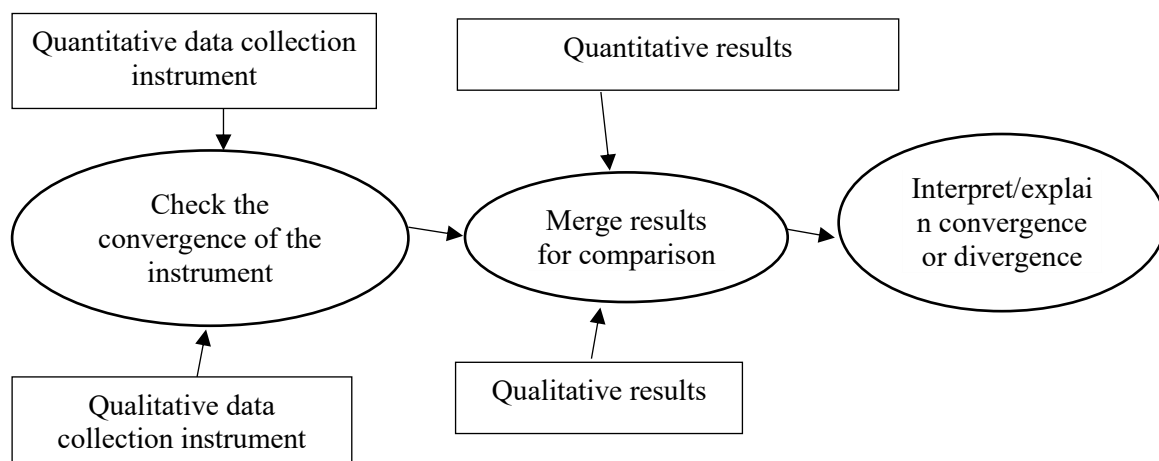 Quantitative data collection
instrument
Quantitative results
Check the
convergence of the
instrument
Merge results
for comparison
Interpret/explai
n convergence
or divergence
Qualitative data
collection instrument
Qualitative results